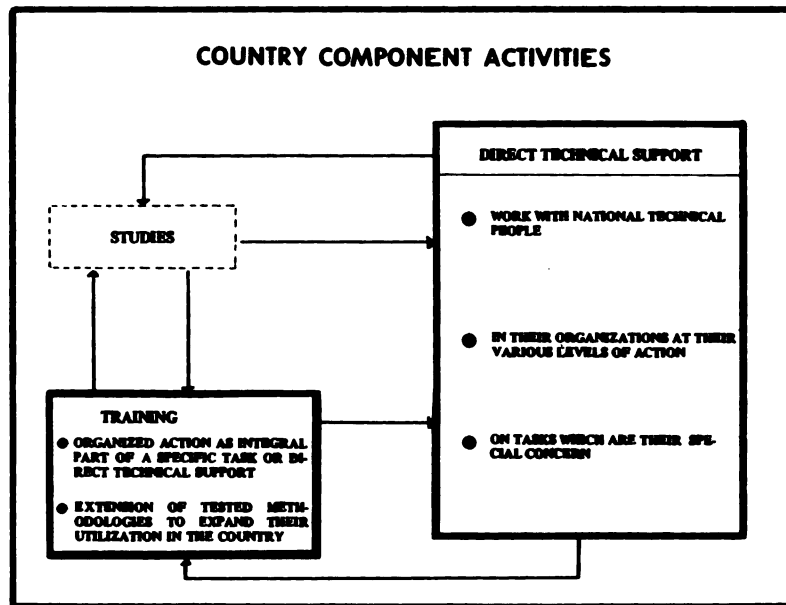 COUNTRY COMPONENT ACTIVITIES
STUDIES
TRAINING
● ORGANIZED ACTION AS INTEGRAL
PART OF A SPECIFIC TASK OR DI-
RECT TECHNICAL SUPPORT
● EXTENSION OF TESTED METH-
ODOLOGIES TO EXPAND THEIR
UTILIZATION IN THE COUNTRY
DIRECT TECHNICAL SUPPORT
● WORK WITH NATIONAL TECHNICAL
PEOPLE
● IN THEIR ORGANIZATIONS AT THEIR
VARIOUS LEVELS OF ACTION
● ON TASKS WHICH ARE THEIR SPE-
CIAL CONCERN